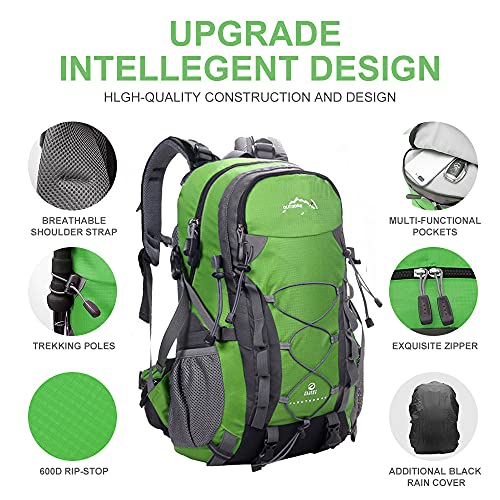 UPGRADE
INTELLEGENT DESIGN
HLGH-QUALITY CONSTRUCTION AND DESIGN
BREATHABLE
SHOULDER STRAP
MULTI-FUNCTIONAL
POCKETS
OUTDOOR
TREKKING POLES
EXQUISITE ZIPPER
600D RIP-STOP
ADDITIONAL BLACK
RAIN COVER